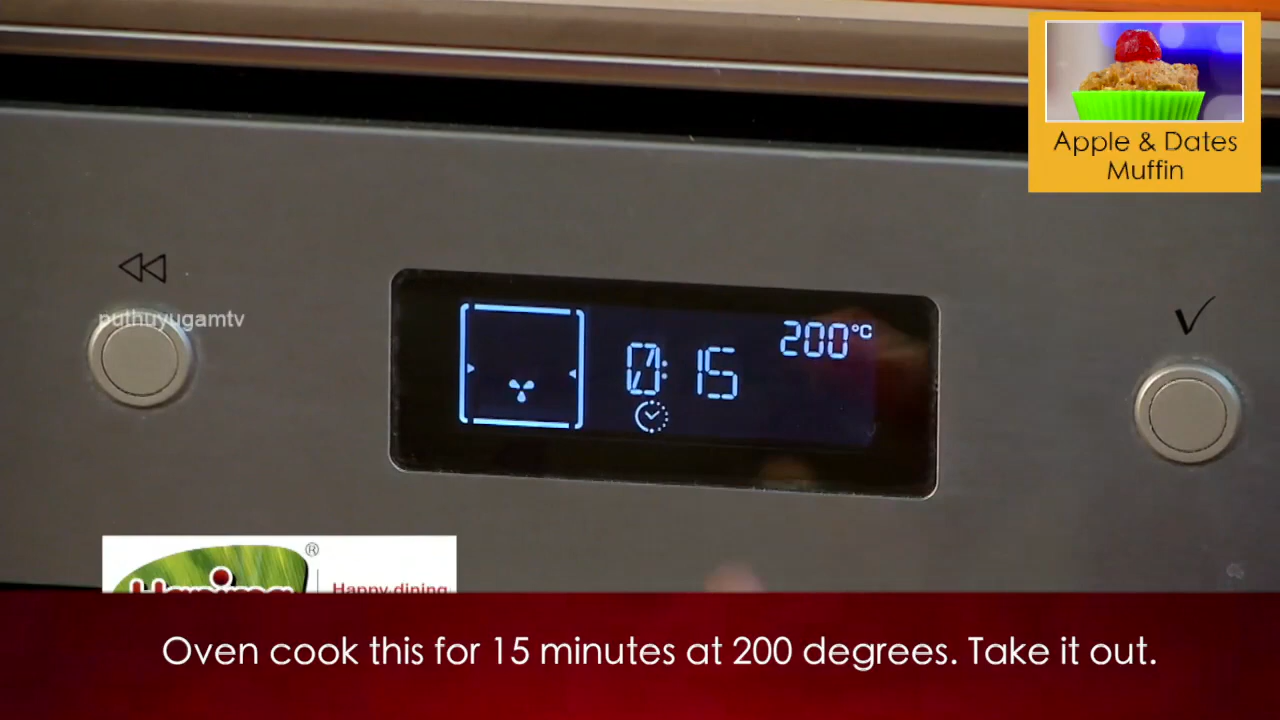 Apple & Dates
Muffin
puthuyugamtv
200°C
0:15
®
Happy dining
Oven cook this for 15 minutes at 200 degrees. Take it out.